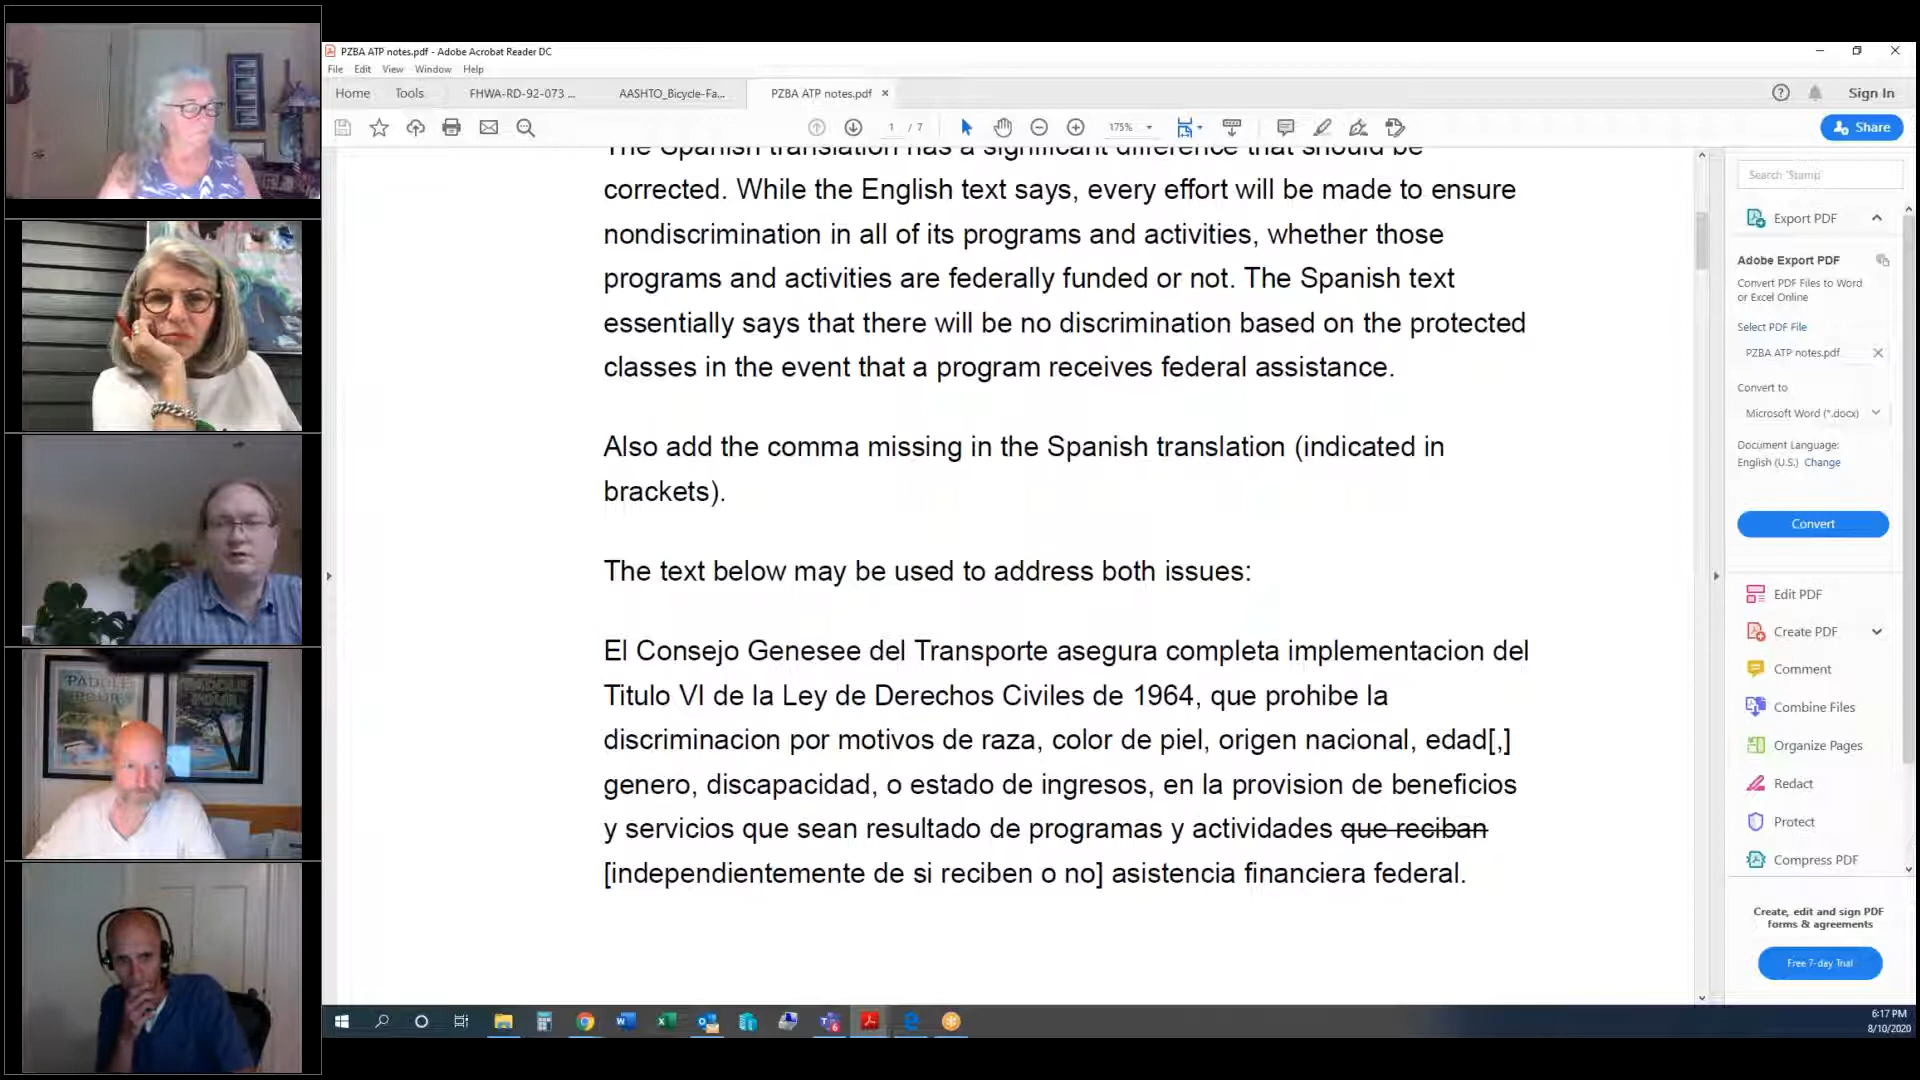 PZBA ATP notes.pdf - Adobe Acrobat Reader DC
File Edit View Window Help
Home Tools FHWA-RD-92-073 ... AASHTO_Bicycle-Fa... PZBA ATP notes.pdf Sign In
1 / 7 175% Share
The Spanish translation has a significant difference that should be
corrected. While the English text says, every effort will be made to ensure
nondiscrimination in all of its programs and activities, whether those
programs and activities are federally funded or not. The Spanish text
essentially says that there will be no discrimination based on the protected
classes in the event that a program receives federal assistance.
Also add the comma missing in the Spanish translation (indicated in
brackets).
The text below may be used to address both issues:
El Consejo Genesee del Transporte asegura completa implementacion del
Titulo VI de la Ley de Derechos Civiles de 1964, que prohibe la
discriminacion por motivos de raza, color de piel, origen nacional, edad[,]
genero, discapacidad, o estado de ingresos, en la provision de beneficios
y servicios que sean resultado de programas y actividades que reciban
[independientemente de si reciben o no] asistencia financiera federal.
Search 'Stamp'
Export PDF
Adobe Export PDF
Convert PDF Files to Word
or Excel Online
Select PDF File
PZBA ATP notes.pdf
Convert to
Microsoft Word (*.docx)
Document Language:
English (U.S.) Change
Convert
Edit PDF
Create PDF
Comment
Combine Files
Organize Pages
Redact
Protect
Compress PDF
Create, edit and sign PDF
forms & agreements
Free 7-day Trial
6:17 PM
8/10/2020
PADDLE